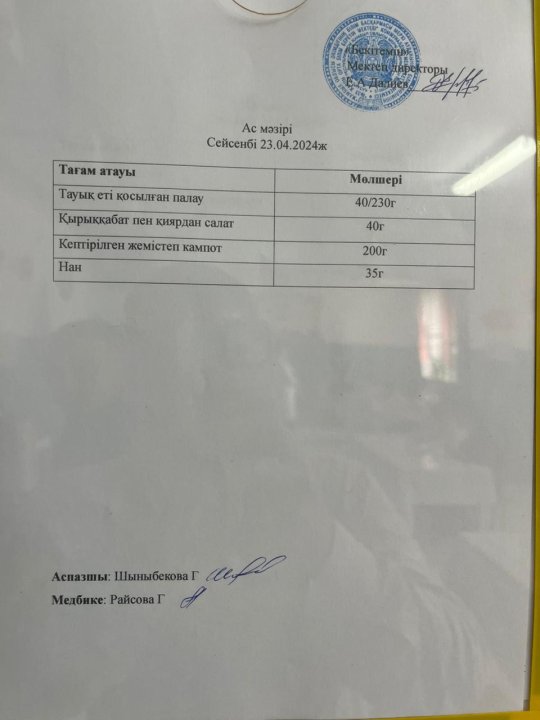 Бекітемін
Мектеп директоры
Е.А Далиев
Ас мәзірі
Сейсенбі 23.04.2024ж
Тағам атауы Мөлшері
Тауық еті қосылған палау 40/230г
Қырыққабат пен қиярдан салат 40г
Кептірілген жемістеп кампот 200г
Нан 35г
Аспазшы: Шыныбекова Г
Медбике: Райсова Г